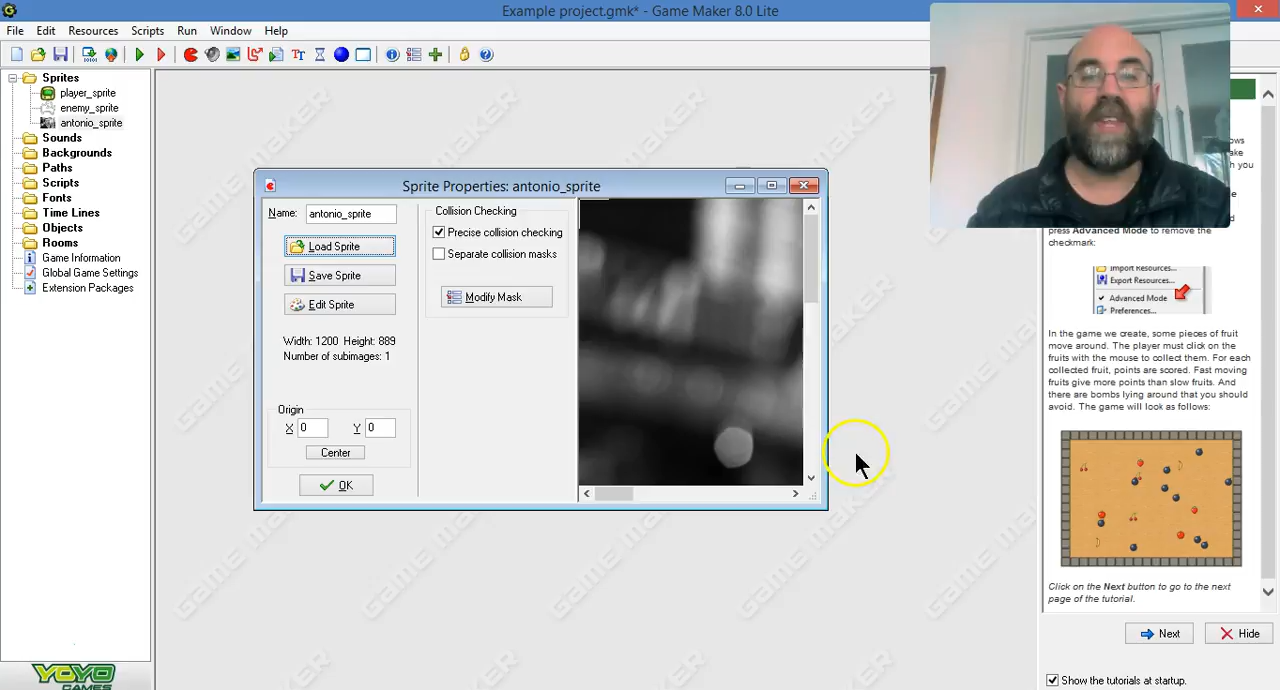 Example project.gmk* - Game Maker 8.0 Lite
File Edit Resources Scripts Run Window Help
Sprites
player_sprite
enemy_sprite
antonio_sprite
Sounds
Backgrounds
Paths
Scripts
Fonts
Time Lines
Objects
Rooms
Game Information
Global Game Settings
Extension Packages
YOYO
GAMES
GAME MAKER
Sprite Properties: antonio_sprite
Name: antonio_sprite
Load Sprite
Save Sprite
Edit Sprite
Width: 1200 Height: 889
Number of subimages: 1
Origin
X 0 Y 0
Center
OK
Collision Checking
Precise collision checking
Separate collision masks
Modify Mask
press Advanced Mode to remove the
checkmark:
Import Resources...
Export Resources...
Advanced Mode
Preferences...
In the game we create, some pieces of fruit
move around. The player must click on the
fruits with the mouse to collect them. For each
collected fruit, points are scored. Fast moving
fruits give more points than slow fruits. And
there are bombs lying around that you should
avoid. The game will look as follows:
Click on the Next button to go to the next
page of the tutorial.
Next Hide
Show the tutorials at startup.